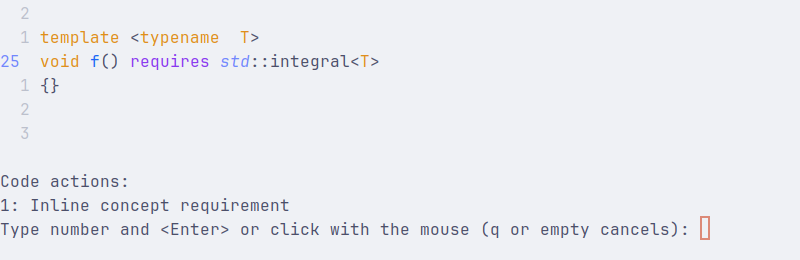 2
1 template <typename  T>
25 void f() requires std::integral<T>
1 {}
2
3
Code actions:
1: Inline concept requirement
Type number and <Enter> or click with the mouse (q or empty cancels):